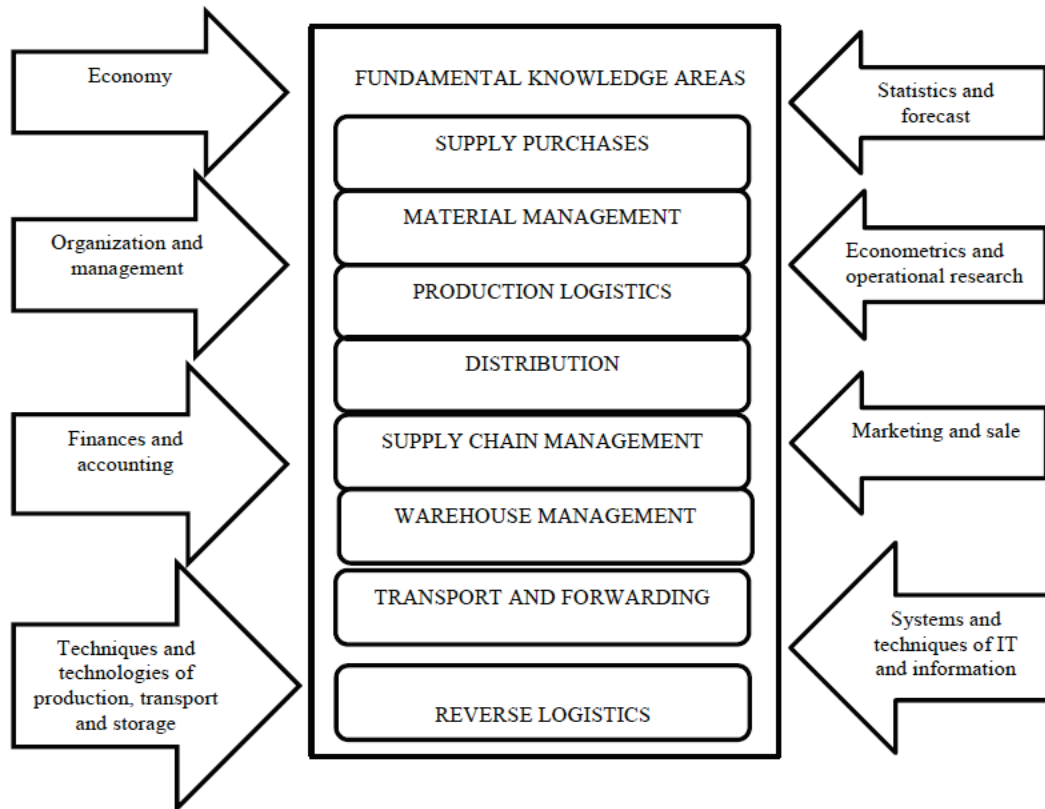 Economy
Organization and
management
Finances and
accounting
Techniques and
technologies of
production, transport
and storage
FUNDAMENTAL KNOWLEDGE AREAS
SUPPLY PURCHASES
MATERIAL MANAGEMENT
PRODUCTION LOGISTICS
DISTRIBUTION
SUPPLY CHAIN MANAGEMENT
WAREHOUSE MANAGEMENT
TRANSPORT AND FORWARDING
REVERSE LOGISTICS
Statistics and
forecast
Econometrics and
operational research
Marketing and sale
Systems and
techniques of IT
and information